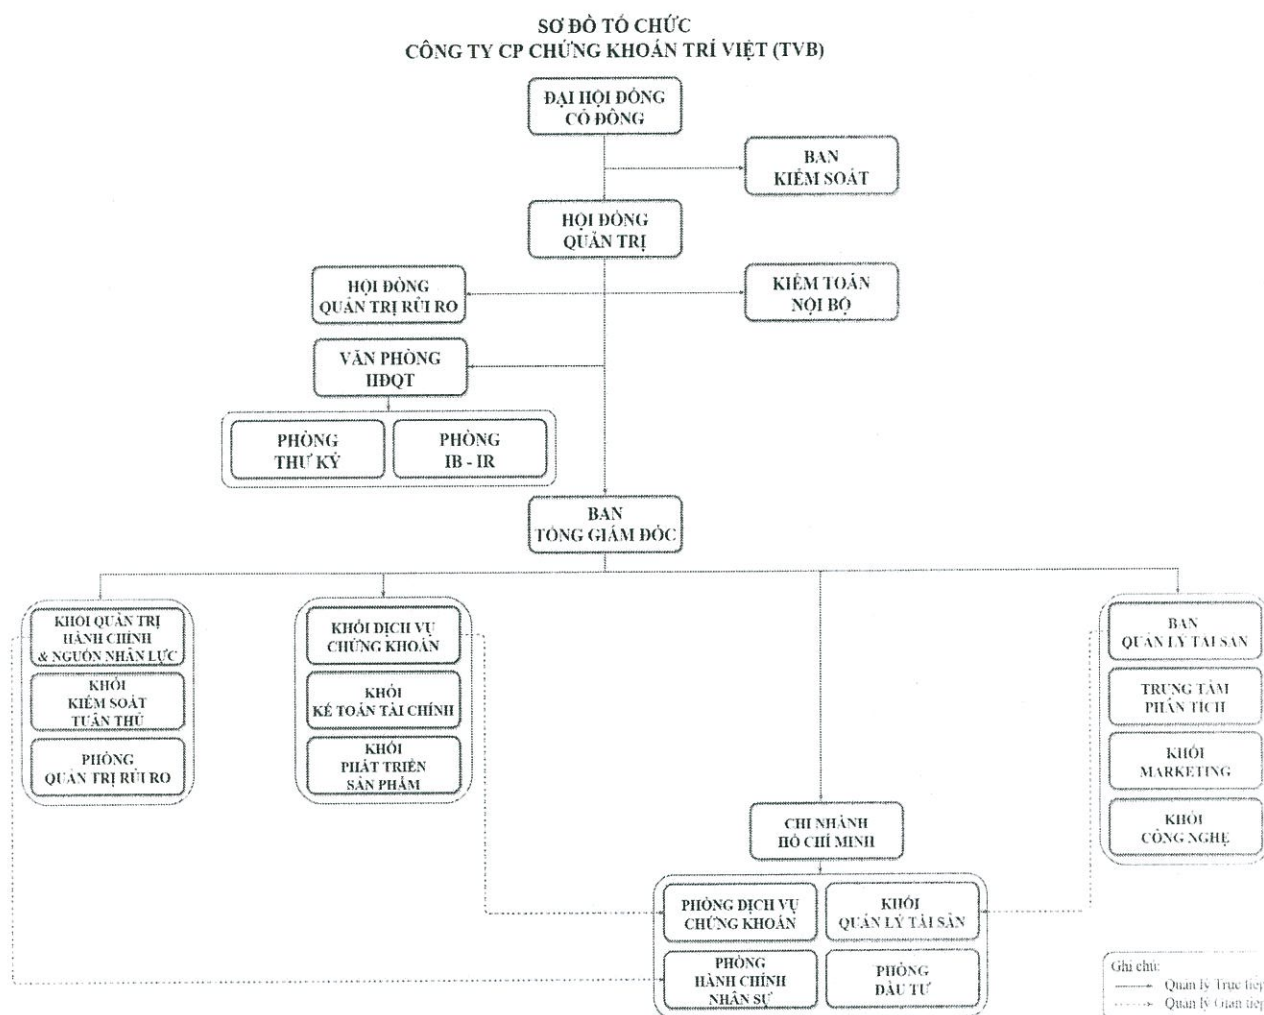 SƠ ĐỒ TỔ CHỨC
CÔNG TY CP CHỨNG KHOÁN TRÍ VIỆT (TVB)
ĐẠI HỘI ĐỒNG
CỔ ĐÔNG
BAN
KIỂM SOÁT
HỘI ĐỒNG
QUẢN TRỊ
HỘI ĐỒNG
QUẢN TRỊ RỦI RO
KIỂM TOÁN
NỘI BỘ
VĂN PHÒNG
HĐQT
PHÒNG
THƯ KÝ
PHÒNG
IB - IR
BAN
TỔNG GIÁM ĐỐC
KHỐI QUẢN TRỊ
HÀNH CHÍNH
& NGUỒN NHÂN LỰC
KHỐI
KIỂM SOÁT
TUÂN THỦ
PHÒNG
QUẢN TRỊ RỦI RO
KHỐI DỊCH VỤ
CHỨNG KHOÁN
KHỐI
KẾ TOÁN TÀI CHÍNH
KHỐI
PHÁT TRIỂN
SẢN PHẨM
BAN
QUẢN LÝ TÀI SẢN
TRUNG TÂM
PHÂN TÍCH
KHỐI
MARKETING
KHỐI
CÔNG NGHỆ
CHI NHÁNH
HỒ CHÍ MINH
PHÒNG DỊCH VỤ
CHỨNG KHOÁN
KHỐI
QUẢN LÝ TÀI SẢN
PHÒNG
HÀNH CHÍNH
NHÂN SỰ
PHÒNG
ĐẦU TƯ
Ghi chú:
Quản lý Trực tiếp
Quản lý Gián tiếp